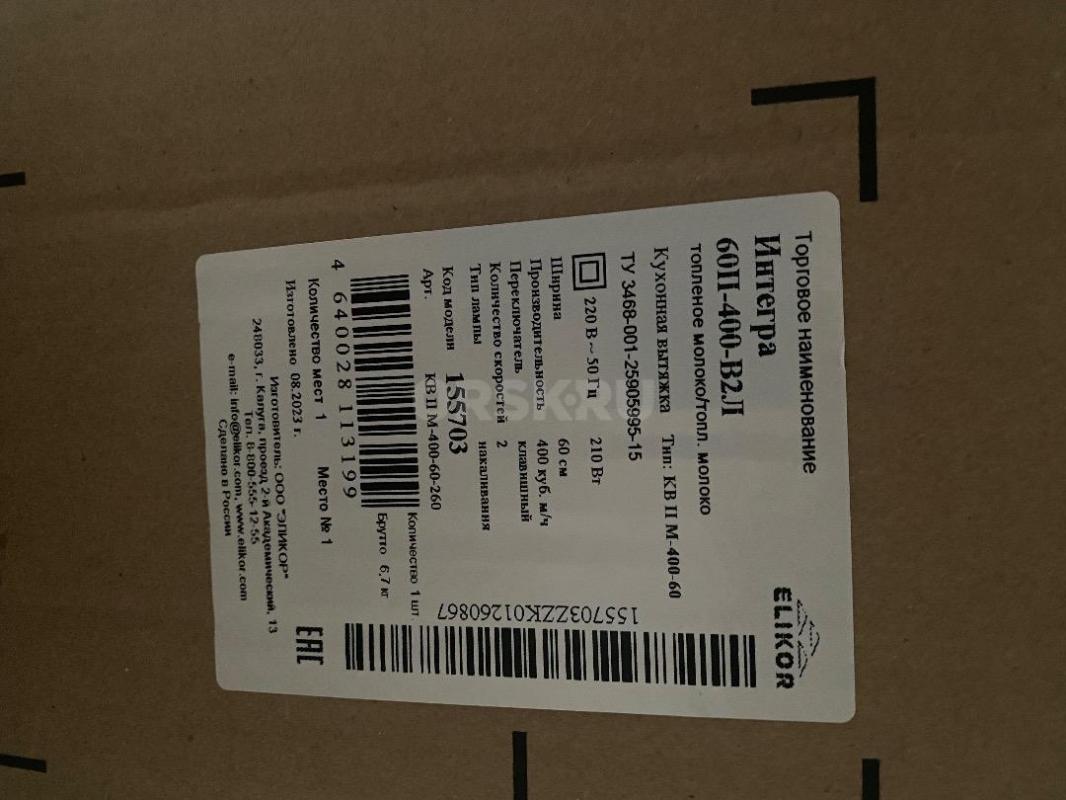 Торговое наименование
Интегра
60П-400-В2Л
топленое молоко/топл. молоко
ELIKOR
Кухонная вытяжка Тип: КВ II М-400-60
ТУ 3468-001-25905995-15
220 В ~ 50 Гц 210 Вт
Ширина 60 см
Производительность 400 куб. м/ч
Переключатель клавишный
Количество скоростей 2
Тип лампы накаливания
Код модели 155703
Арт. КВ II М-400-60-260
155703ZZK01260867
Количество 1 шт.
Брутто 6,7 кг
4 640028 113199
Количество мест 1 Место № 1
Изготовлено 08.2023 г.
EAC
Изготовитель: ООО "ЭЛИКОР"
248033, г. Калуга, проезд 2-й Академический, 13
Тел. 8-800-555-12-55
e-mail: info@elikor.com, www.elikor.com
Сделано в России